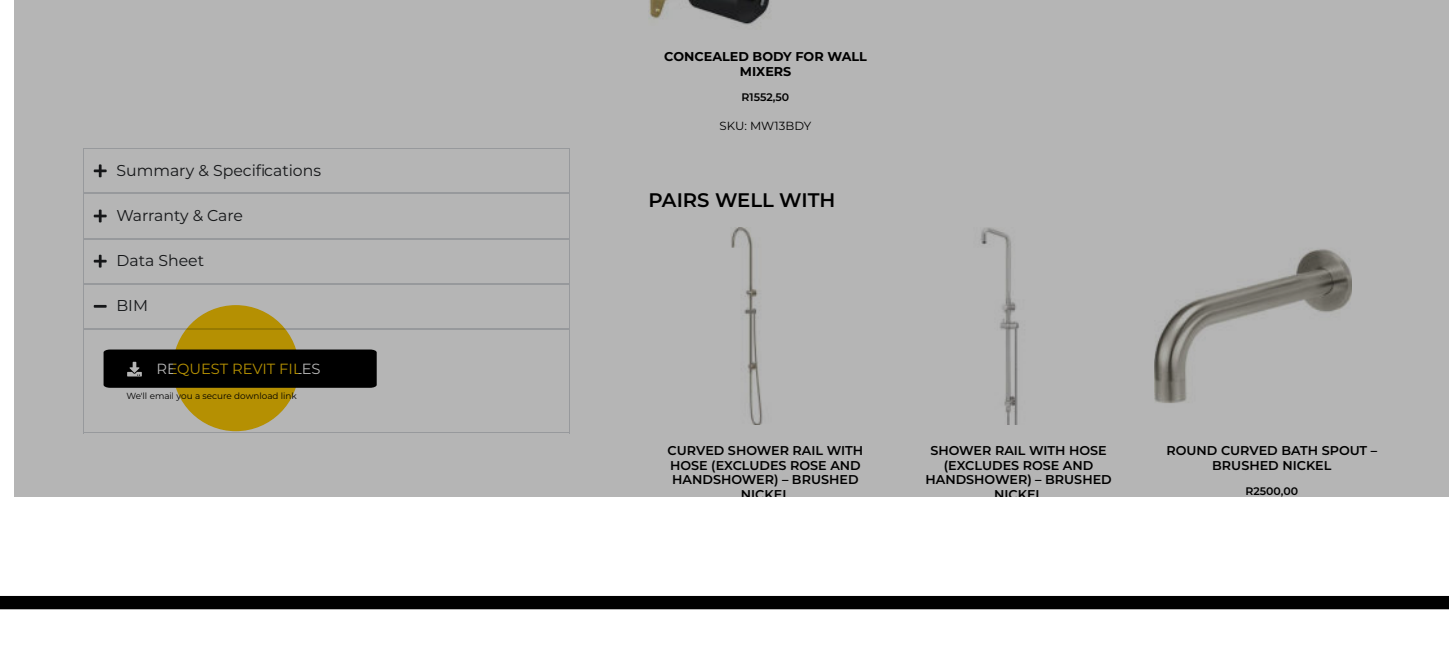 CONCEALED BODY FOR WALL
MIXERS
R1552,50
SKU: MW13BDY
Summary & Specifications
Warranty & Care
Data Sheet
BIM
REQUEST REVIT FILES
We'll email you a secure download link
PAIRS WELL WITH
CURVED SHOWER RAIL WITH
HOSE (EXCLUDES ROSE AND
HANDSHOWER) – BRUSHED
NICKEL
SHOWER RAIL WITH HOSE
(EXCLUDES ROSE AND
HANDSHOWER) – BRUSHED
NICKEL
ROUND CURVED BATH SPOUT –
BRUSHED NICKEL
R2500,00